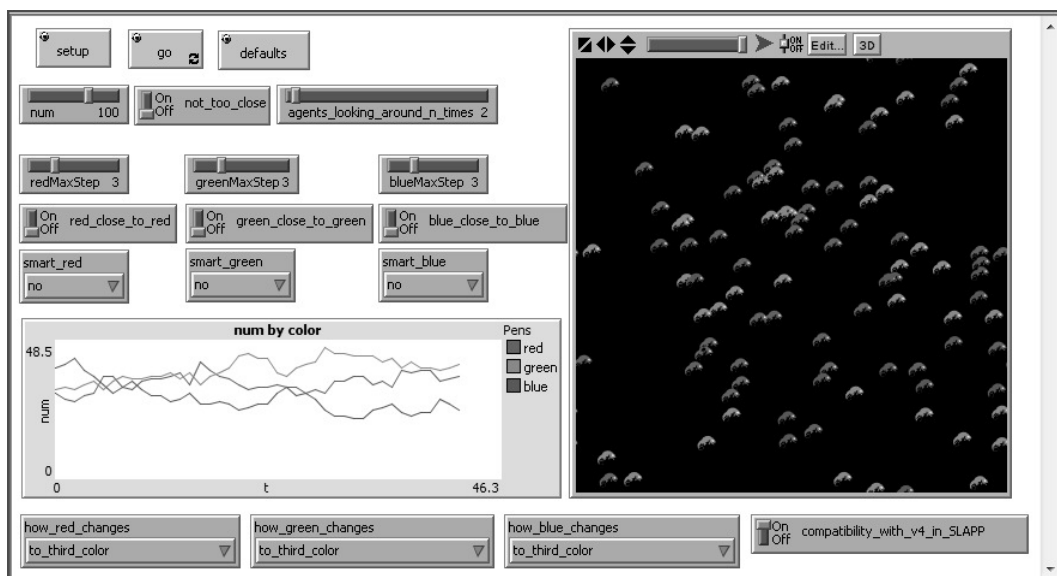 setup
go
defaults
ON
OFF
Edit...
3D
num 100
On
Off
not_too_close
agents_looking_around_n_times 2
redMaxStep 3
greenMaxStep 3
blueMaxStep 3
On
Off
red_close_to_red
On
Off
green_close_to_green
On
Off
blue_close_to_blue
smart_red
no
smart_green
no
smart_blue
no
num by color
Pens
red
green
blue
48.5
num
0
0
t
46.3
how_red_changes
to_third_color
how_green_changes
to_third_color
how_blue_changes
to_third_color
On
Off
compatibility_with_v4_in_SLAPP